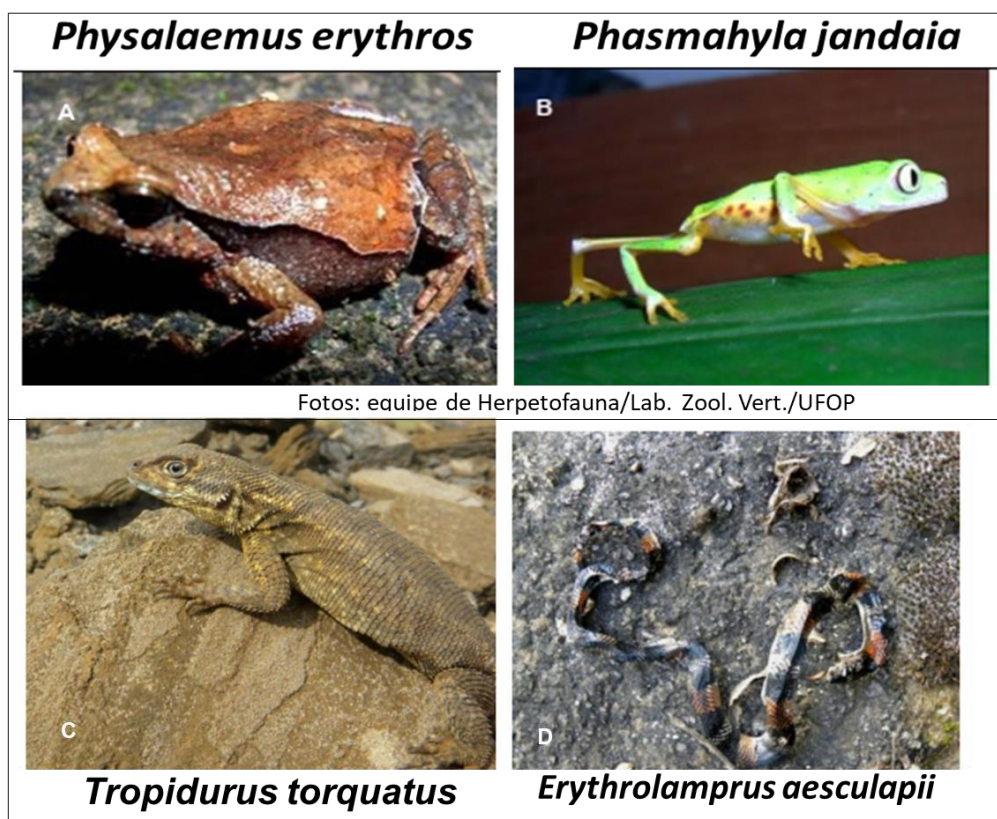 Physalaemus erythros
Phasmahyla jandaia
A
B
Fotos: equipe de Herpetofauna/Lab. Zool. Vert./UFOP
C
D
Tropidurus torquatus
Erythrolamprus aesculapii